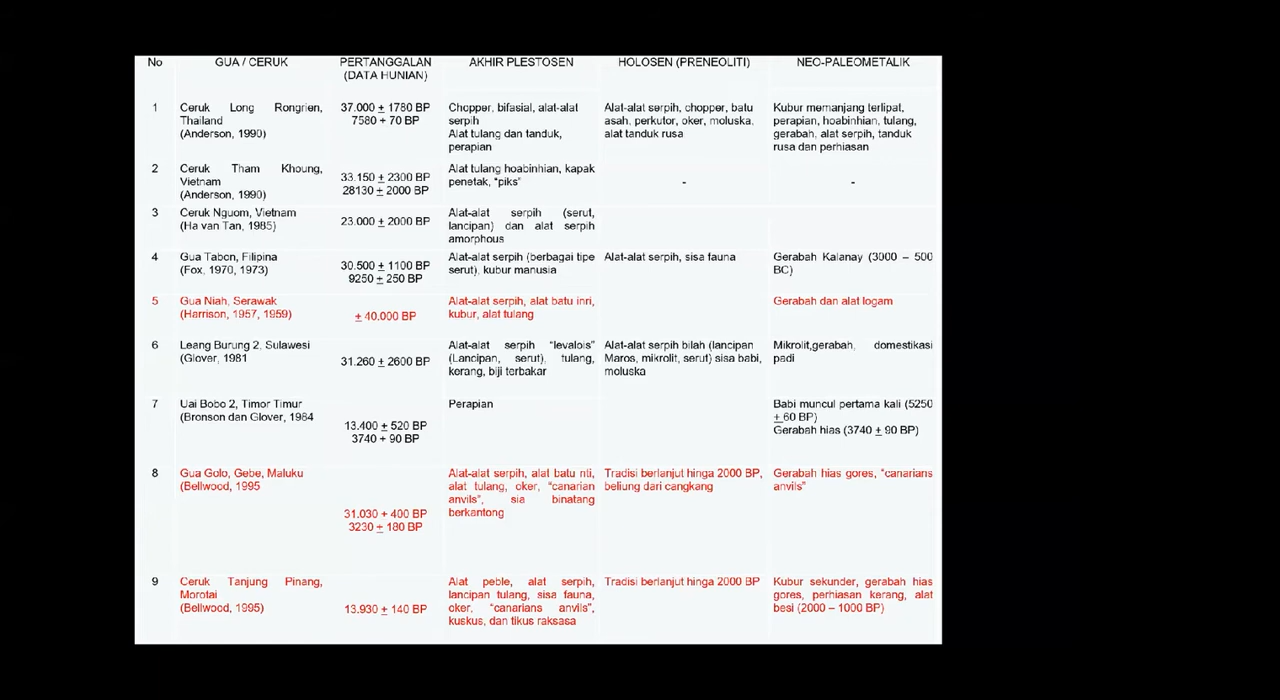 No GUA / CERUK PERTANGGALAN AKHIR PLESTOSEN HOLOSEN (PRENEOLITI) NEO-PALEOMETALIK
(DATA HUNIAN)
1 Ceruk Long Rongrien, 37.000 ± 1780 BP Chopper, bifasial, alat-alat Alat-alat serpih, chopper, batu Kubur memanjang terlipat,
Thailand 7580 + 70 BP serpih asah, perkutor, oker, moluska, perapian, hoabinhian, tulang,
(Anderson, 1990) Alat tulang dan tanduk, alat tanduk rusa gerabah, alat serpih, tanduk
perapian rusa dan perhiasan
2 Ceruk Tham Khoung, 33.150 ± 2300 BP Alat tulang hoabinhian, kapak - -
Vietnam 28130 ± 2000 BP penetak, “piks”
(Anderson, 1990)
3 Ceruk Nguom, Vietnam 23.000 ± 2000 BP Alat-alat serpih (serut,
(Ha van Tan, 1985) lancipan) dan alat serpih
amorphous
4 Gua Tabon, Filipina 30.500 ± 1100 BP Alat-alat serpih (berbagai tipe Alat-alat serpih, sisa fauna Gerabah Kalanay (3000 – 500
(Fox, 1970, 1973) 9250 ± 250 BP serut), kubur manusia BC)
5 Gua Niah, Serawak ± 40.000 BP Alat-alat serpih, alat batu inri, Gerabah dan alat logam
(Harrison, 1957, 1959) kubur, alat tulang
6 Leang Burung 2, Sulawesi 31.260 ± 2600 BP Alat-alat serpih “levalois” Alat-alat serpih bilah (lancipan Mikrolit,gerabah, domestikasi
(Glover, 1981 (Lancipan, serut), tulang, Maros, mikrolit, serut) sisa babi, padi
kerang, biji terbakar moluska
7 Uai Bobo 2, Timor Timur 13.400 ± 520 BP Perapian Babi muncul pertama kali (5250
(Bronson dan Glover, 1984 3740 + 90 BP ± 60 BP)
Gerabah hias (3740 ± 90 BP)
8 Gua Golo, Gebe, Maluku 31.030 + 400 BP Alat-alat serpih, alat batu nti, Tradisi berlanjut hinga 2000 BP, Gerabah hias gores, “canarians
(Bellwood, 1995 3230 ± 180 BP alat tulang, oker, “canarian beliung dari cangkang anvils”
anvils”, sia binatang
berkantong
9 Ceruk Tanjung Pinang, 13.930 ± 140 BP Alat peble, alat serpih, Tradisi berlanjut hinga 2000 BP Kubur sekunder, gerabah hias
Morotai lancipan tulang, sisa fauna, gores, perhiasan kerang, alat
(Bellwood, 1995) oker, “canarians anvils”, besi (2000 – 1000 BP)
kuskus, dan tikus raksasa